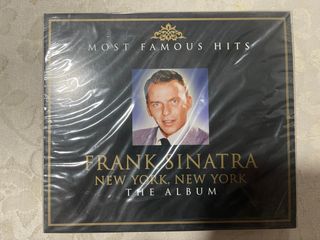 MOST FAMOUS HITS
FRANK SINATRA
NEW YORK, NEW YORK
THE ALBUM